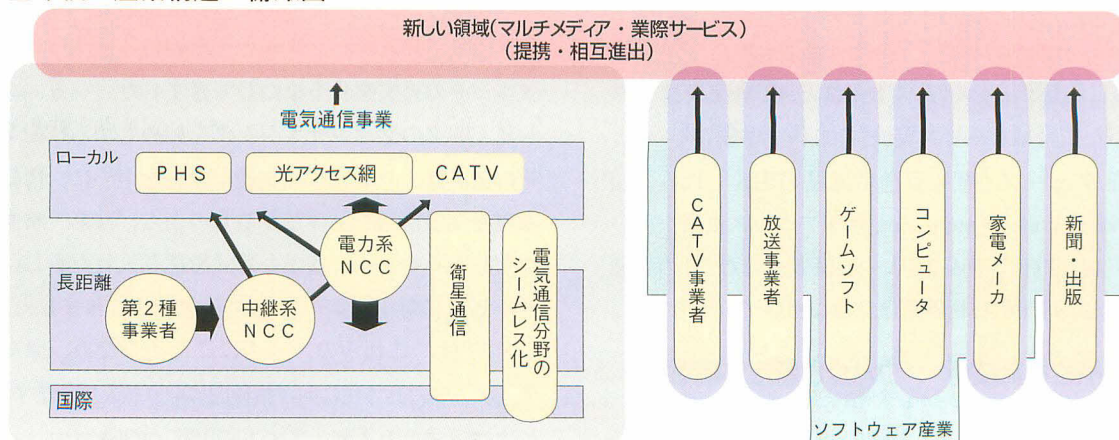 新しい領域(マルチメディア・業際サービス)
(提携・相互進出)
電気通信事業
ローカル
PHS
光アクセス網
CATV
電力系
NCC
長距離
第2種
事業者
中継系
NCC
衛星通信
電気通信分野の
シームレス化
国際
CATV事業者
放送事業者
ゲームソフト
コンピュータ
家電メーカ
新聞・出版
ソフトウェア産業